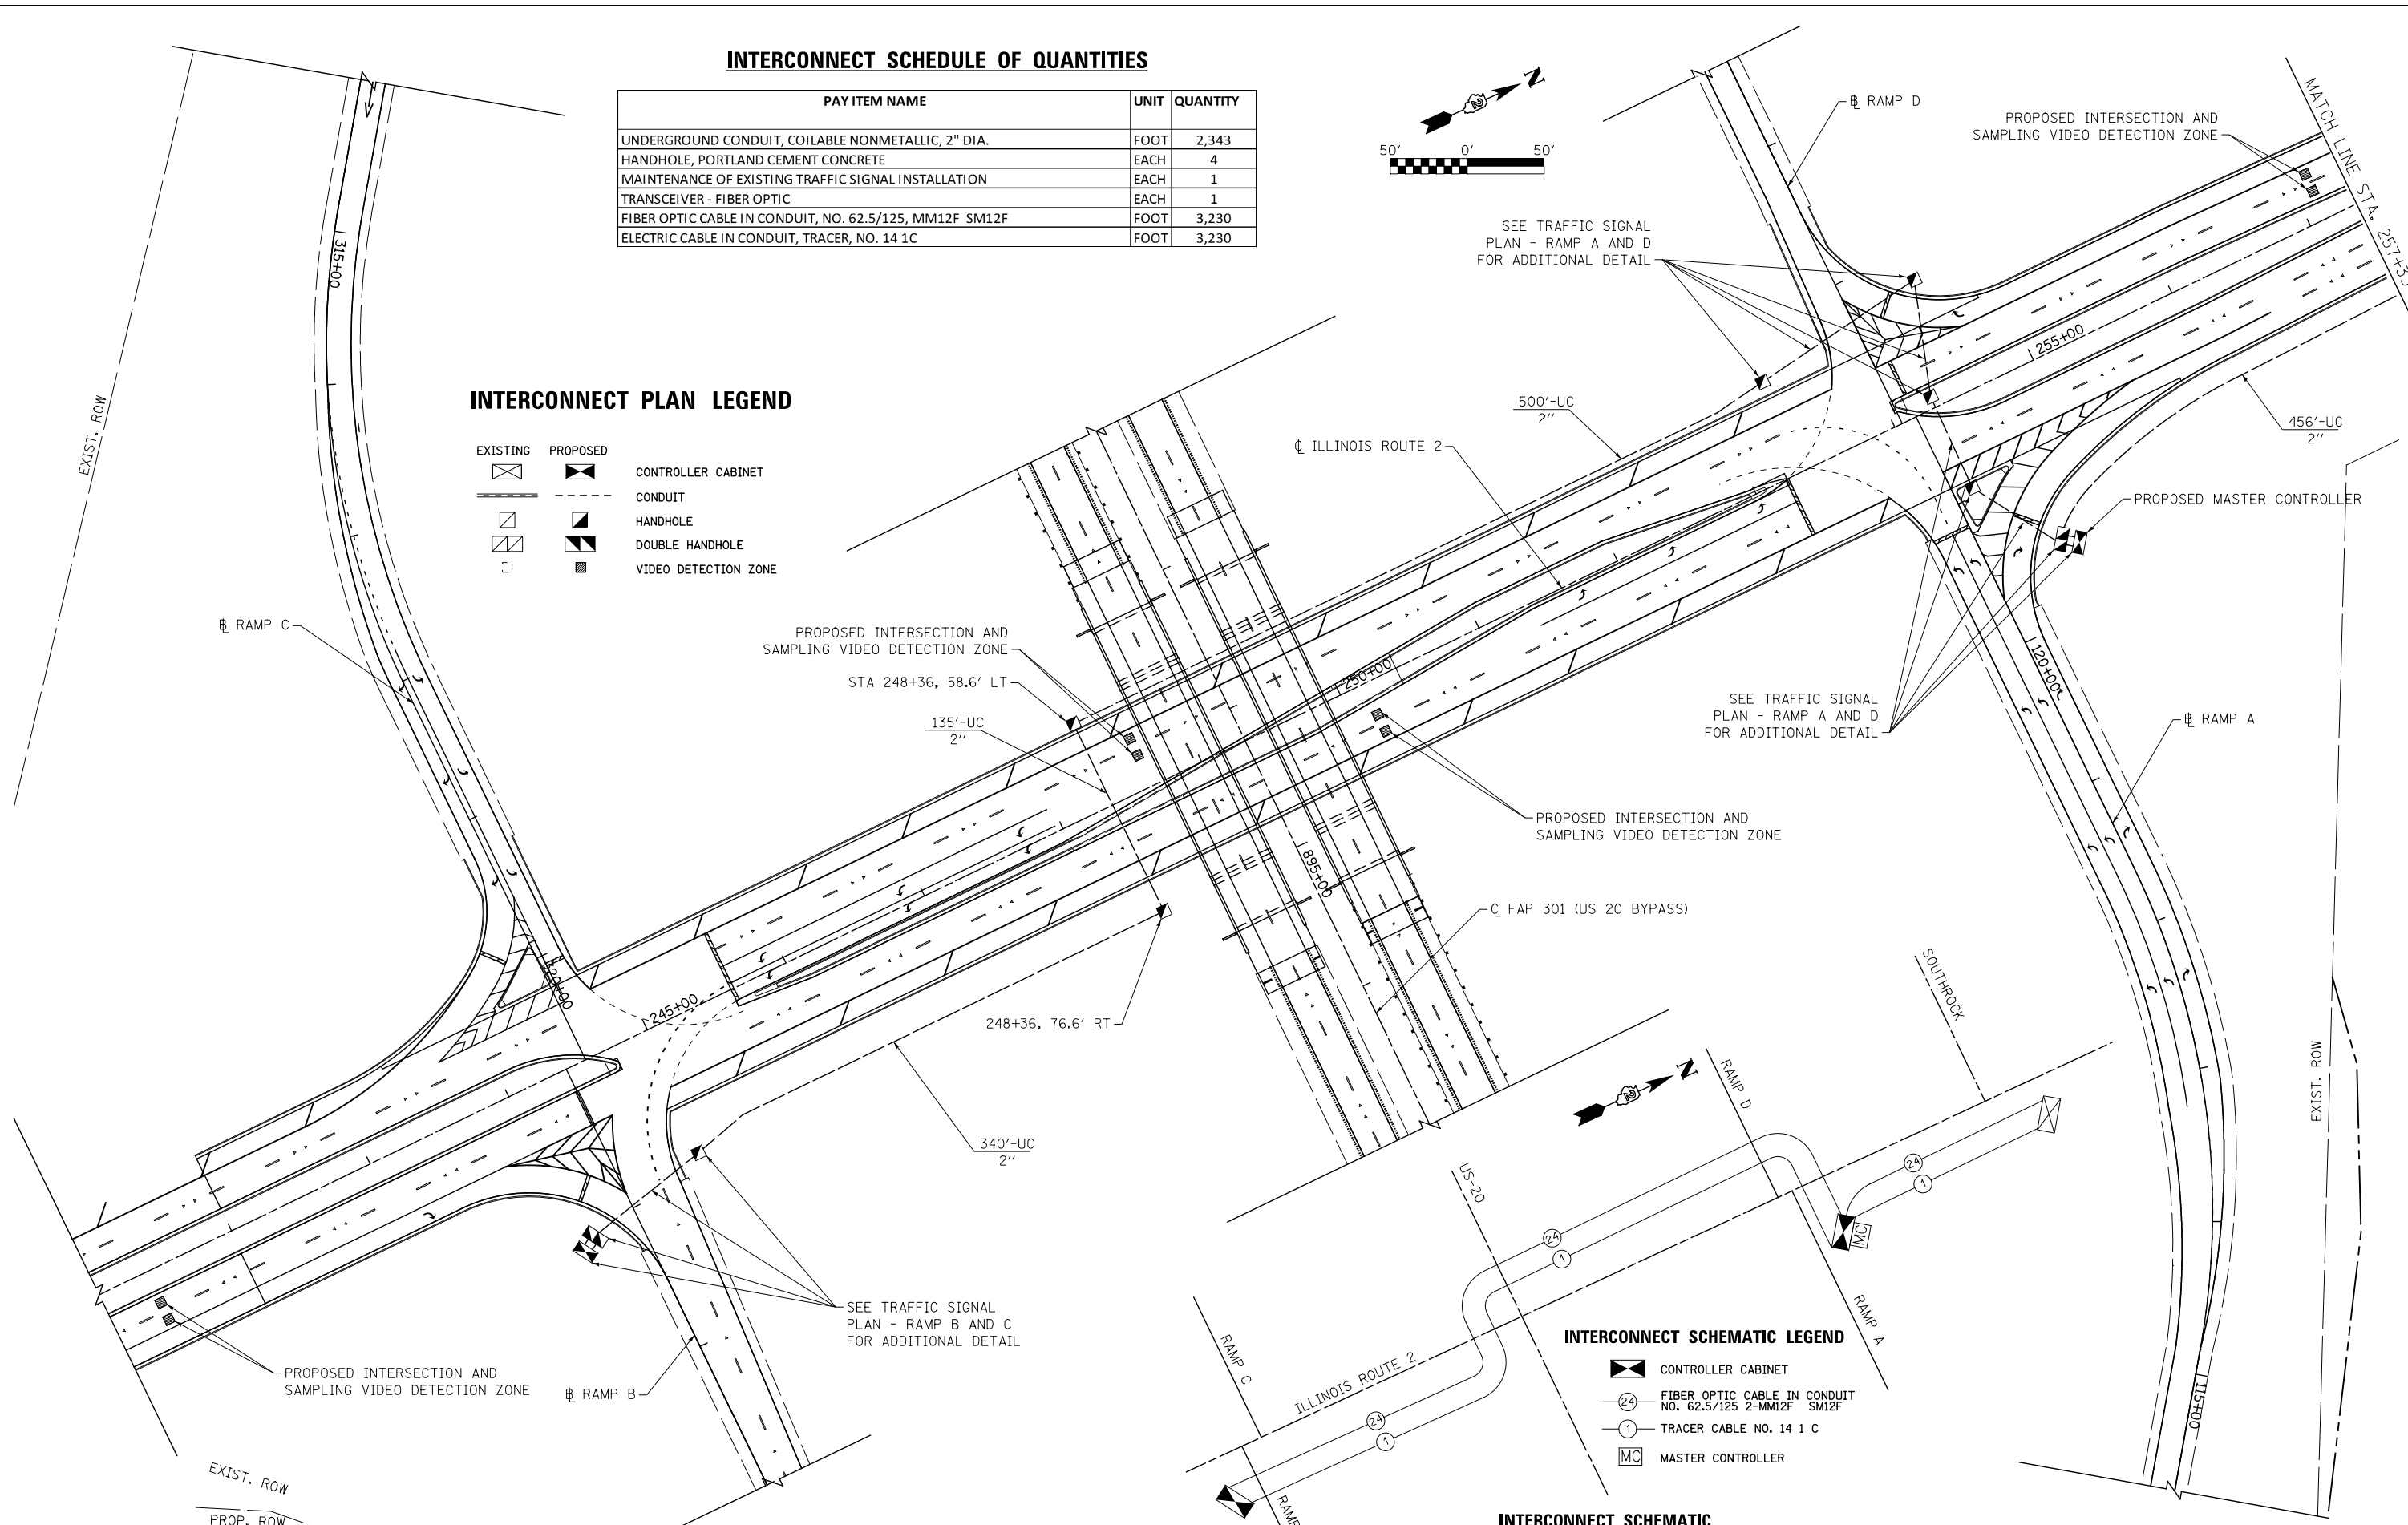 INTERCONNECT SCHEDULE OF QUANTITIES
PAY ITEM NAME UNIT QUANTITY
UNDERGROUND CONDUIT, COILABLE NONMETALLIC, 2" DIA. FOOT 2,343
HANDHOLE, PORTLAND CEMENT CONCRETE EACH 4
MAINTENANCE OF EXISTING TRAFFIC SIGNAL INSTALLATION EACH 1
TRANSCEIVER - FIBER OPTIC EACH 1
FIBER OPTIC CABLE IN CONDUIT, NO. 62.5/125, MM12F SM12F FOOT 3,230
ELECTRIC CABLE IN CONDUIT, TRACER, NO. 14 1C FOOT 3,230
N
2
50' 0' 50'
℄ RAMP D
PROPOSED INTERSECTION AND
SAMPLING VIDEO DETECTION ZONE
MATCH LINE STA. 257+
SEE TRAFFIC SIGNAL
PLAN - RAMP A AND D
FOR ADDITIONAL DETAIL
315+00
EXIST. ROW
255+00
INTERCONNECT PLAN LEGEND
EXISTING PROPOSED
CONTROLLER CABINET
CONDUIT
HANDHOLE
DOUBLE HANDHOLE
VIDEO DETECTION ZONE
500'-UC
2''
℄ ILLINOIS ROUTE 2
456'-UC
2''
PROPOSED MASTER CONTROLLER
℄ RAMP C
PROPOSED INTERSECTION AND
SAMPLING VIDEO DETECTION ZONE
STA 248+36, 58.6' LT
135'-UC
2''
250+00
120+00
SEE TRAFFIC SIGNAL
PLAN - RAMP A AND D
FOR ADDITIONAL DETAIL
℄ RAMP A
PROPOSED INTERSECTION AND
SAMPLING VIDEO DETECTION ZONE
895+00
℄ FAP 301 (US 20 BYPASS)
320+00
245+00
248+36, 76.6' RT
340'-UC
2''
SEE TRAFFIC SIGNAL
PLAN - RAMP B AND C
FOR ADDITIONAL DETAIL
PROPOSED INTERSECTION AND
SAMPLING VIDEO DETECTION ZONE
℄ RAMP B
EXIST. ROW
PROP. ROW
EXIST. ROW
115+00
SOUTHROCK
N
2
RAMP D
US-20
24
1
MC
24
1
RAMP A
RAMP C
ILLINOIS ROUTE 2
24
1
RAMP
INTERCONNECT SCHEMATIC LEGEND
CONTROLLER CABINET
24 FIBER OPTIC CABLE IN CONDUIT
NO. 62.5/125 2-MM12F SM12F
1 TRACER CABLE NO. 14 1 C
MC MASTER CONTROLLER
INTERCONNECT SCHEMATIC